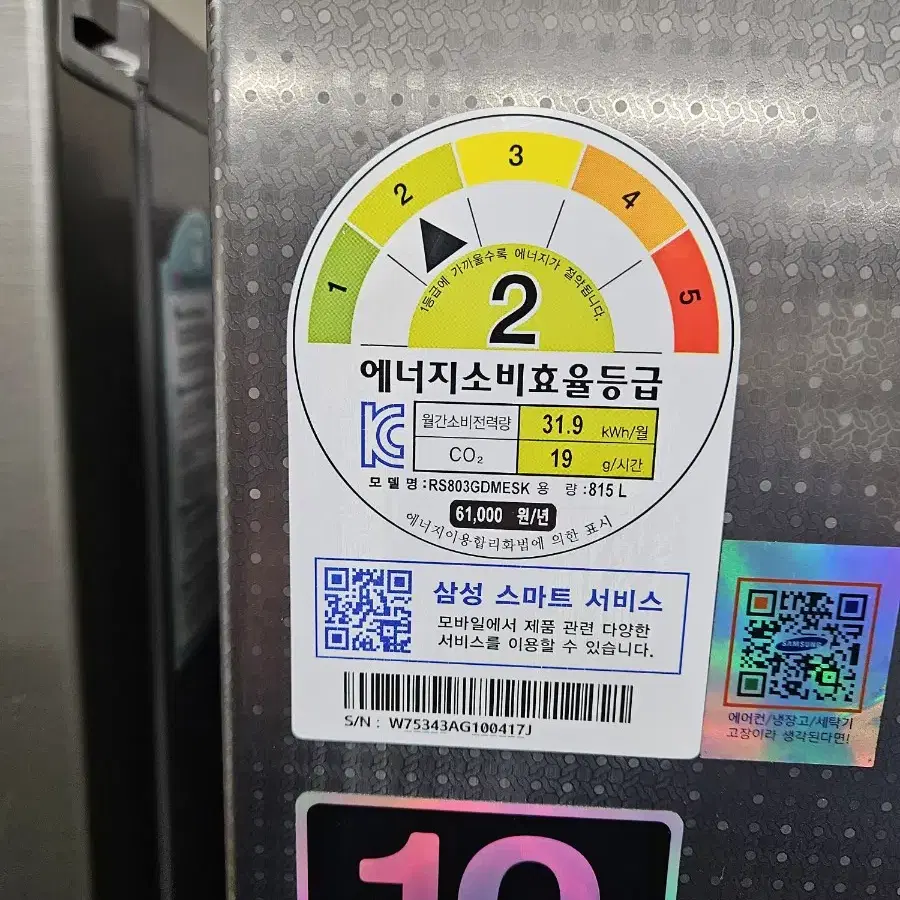 1
2
3
4
5
1등급에 가까울수록 에너지가 절약됩니다.
2
에너지소비효율등급
월간소비전력량 31.9 kWh/월
CO₂ 19 g/시간
모 델 명 : RS803GDMESK 용 량 : 815 L
61,000 원/년
에너지이용합리화법에 의한 표시
삼성 스마트 서비스
모바일에서 제품 관련 다양한
서비스를 이용할 수 있습니다.
S/N : W75343AG100417J
SAMSUNG
에어컨/냉장고/세탁기
고장이라 생각된다면!
10